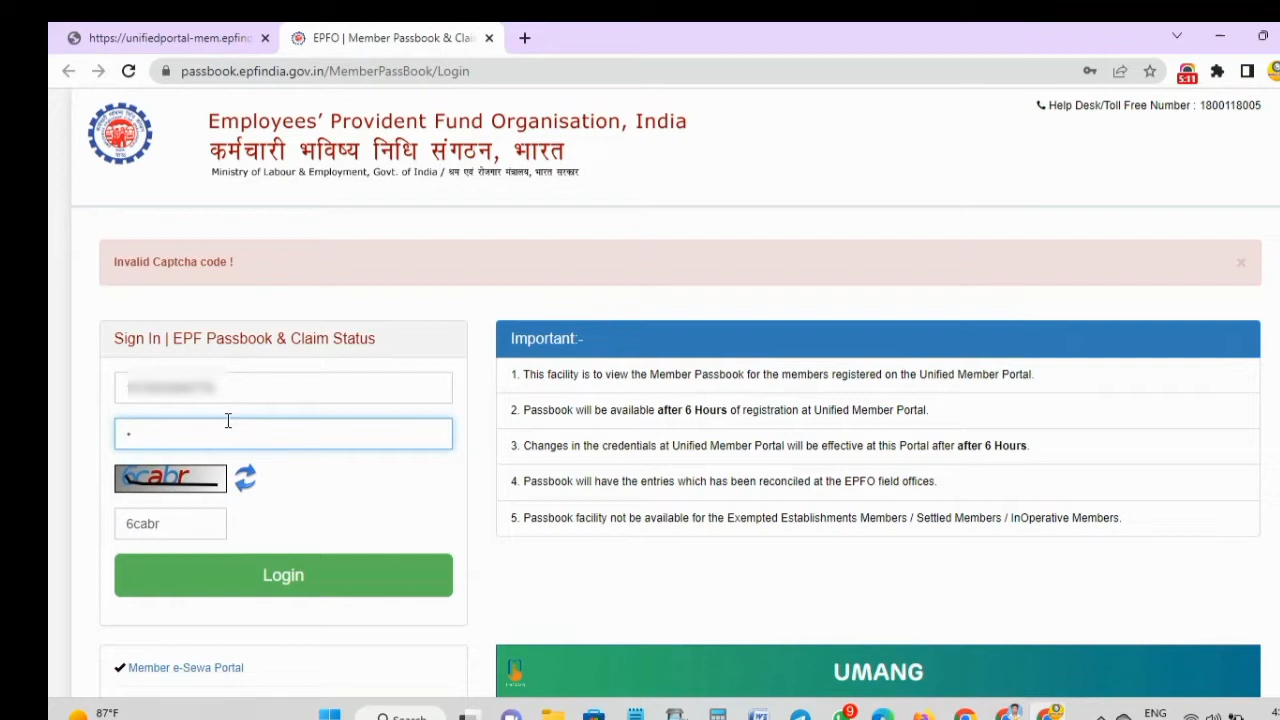 https://unifiedportal-mem.epfinc
EPFO | Member Passbook & Clai
passbook.epfindia.gov.in/MemberPassBook/Login
5:11
Employees' Provident Fund Organisation, India
कर्मचारी भविष्य निधि संगठन, भारत
Ministry of Labour & Employment, Govt. of India / श्रम एवं रोजगार मंत्रालय, भारत सरकार
Help Desk/Toll Free Number : 1800118005
Invalid Captcha code !
×
Sign In | EPF Passbook & Claim Status
6cabr
6cabr
Login
Member e-Sewa Portal
Important:-
1. This facility is to view the Member Passbook for the members registered on the Unified Member Portal.
2. Passbook will be available after 6 Hours of registration at Unified Member Portal.
3. Changes in the credentials at Unified Member Portal will be effective at this Portal after after 6 Hours.
4. Passbook will have the entries which has been reconciled at the EPFO field offices.
5. Passbook facility not be available for the Exempted Establishments Members / Settled Members / InOperative Members.
UMANG
87°F
Search
9
ENG